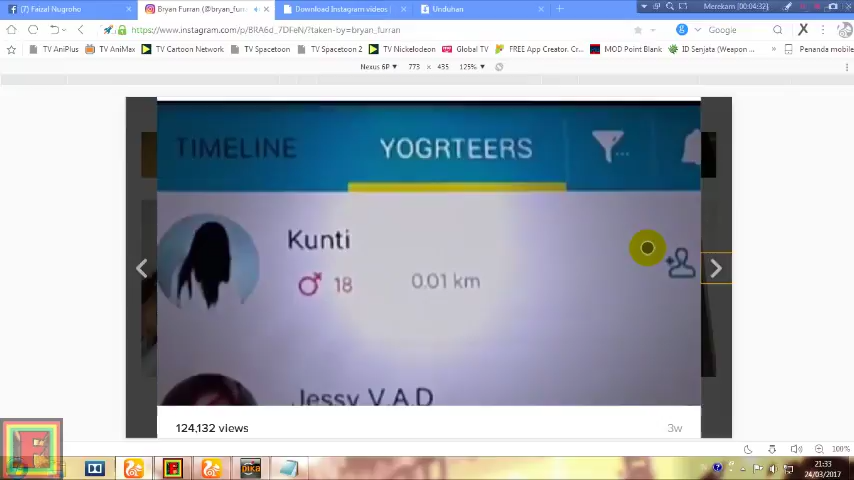 Faizal Nugroho
Bryan Furran (@bryan_furra
Download Instagram videos |
Unduhan
Merekam [00:04:32]
https://www.instagram.com/p/BRA6d_7DFeN/?taken-by=bryan_furran
Google
TV AniPlus
TV AniMax
TV Cartoon Network
TV Spacetoon
TV Spacetoon 2
TV Nickelodeon
Global TV
FREE App Creator. Cr...
MOD Point Blank
ID Senjata (Weapon ...
»
Penanda mobile
Nexus 6P ▾ 773 × 435 125% ▾
TIMELINE
YOGRTEERS
Kunti
♂ 18 0.01 km
Jessy V.A.D
124,132 views
3w
100%
pika
21:33
24/03/2017